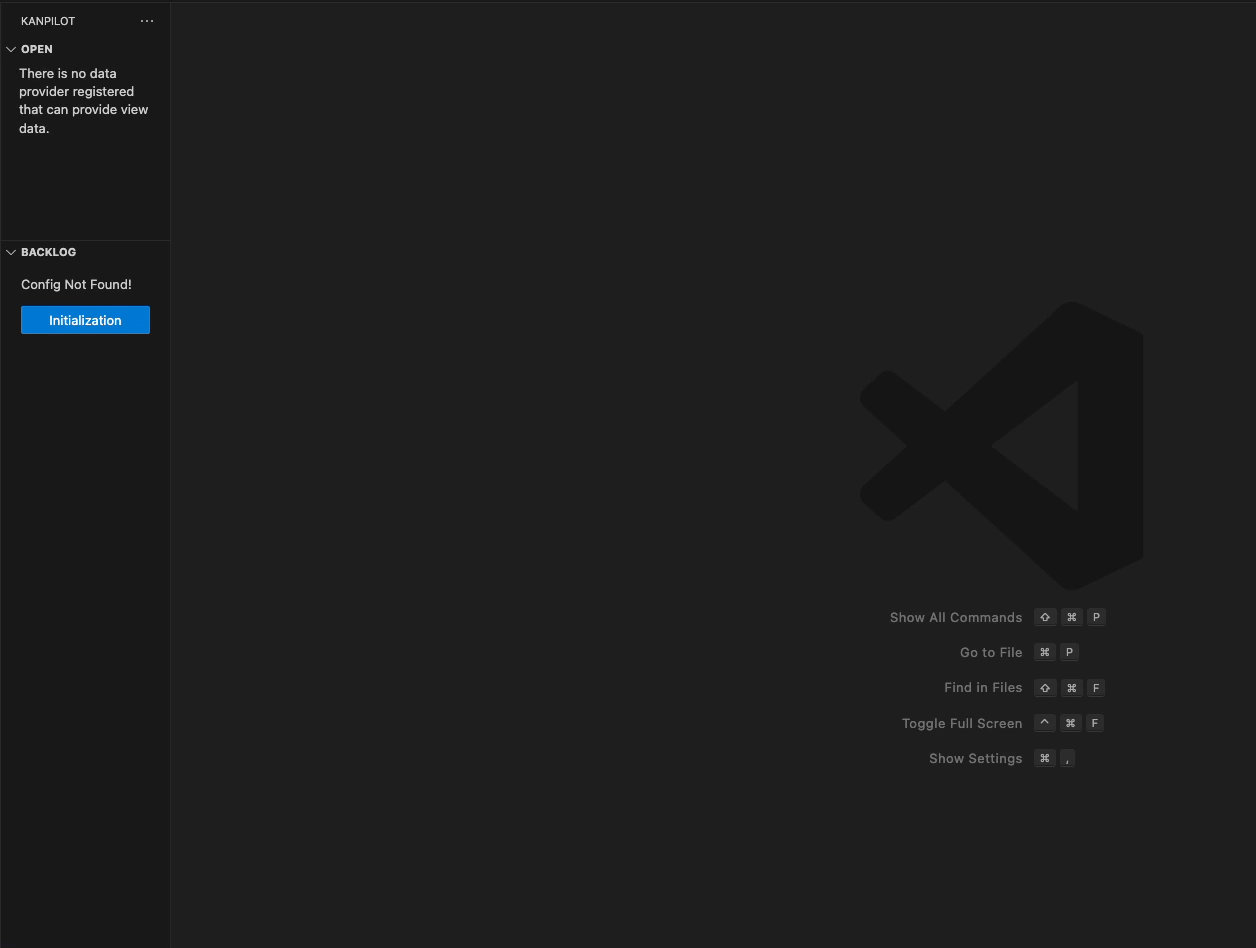 KANPILOT ···
OPEN
There is no data
provider registered
that can provide view
data.
BACKLOG
Config Not Found!
Initialization
Show All Commands ⇧ ⌘ P
Go to File ⌘ P
Find in Files ⇧ ⌘ F
Toggle Full Screen ^ ⌘ F
Show Settings ⌘ ,